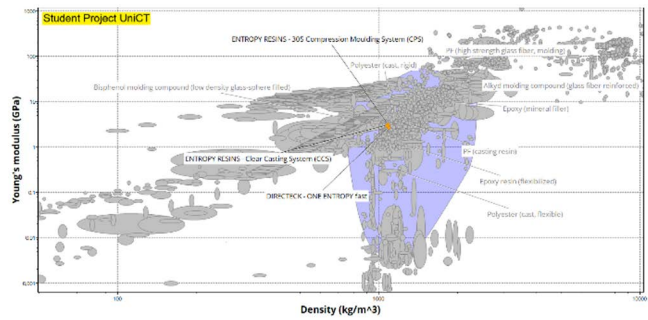 Student Project UniCT
1000
ENTROPY RESINS - 305 Compression Moulding System (CPS)
PF (high strength glass fiber, molding)
100
Polyester (cast, rigid)
Bisphenol molding compound (low density glass-sphere filled)
Alkyd molding compound (glass fiber reinforced)
10
Epoxy (mineral filler)
Young's modulus (GPa)
1
PF (casting resin)
ENTROPY RESINS - Clear Casting System (CCS)
Epoxy resin (flexibilized)
0.1
DIRECTECK - ONE ENTROPY fast
Polyester (cast, flexible)
0.01
0.001
100
1000
10000
Density (kg/m^3)